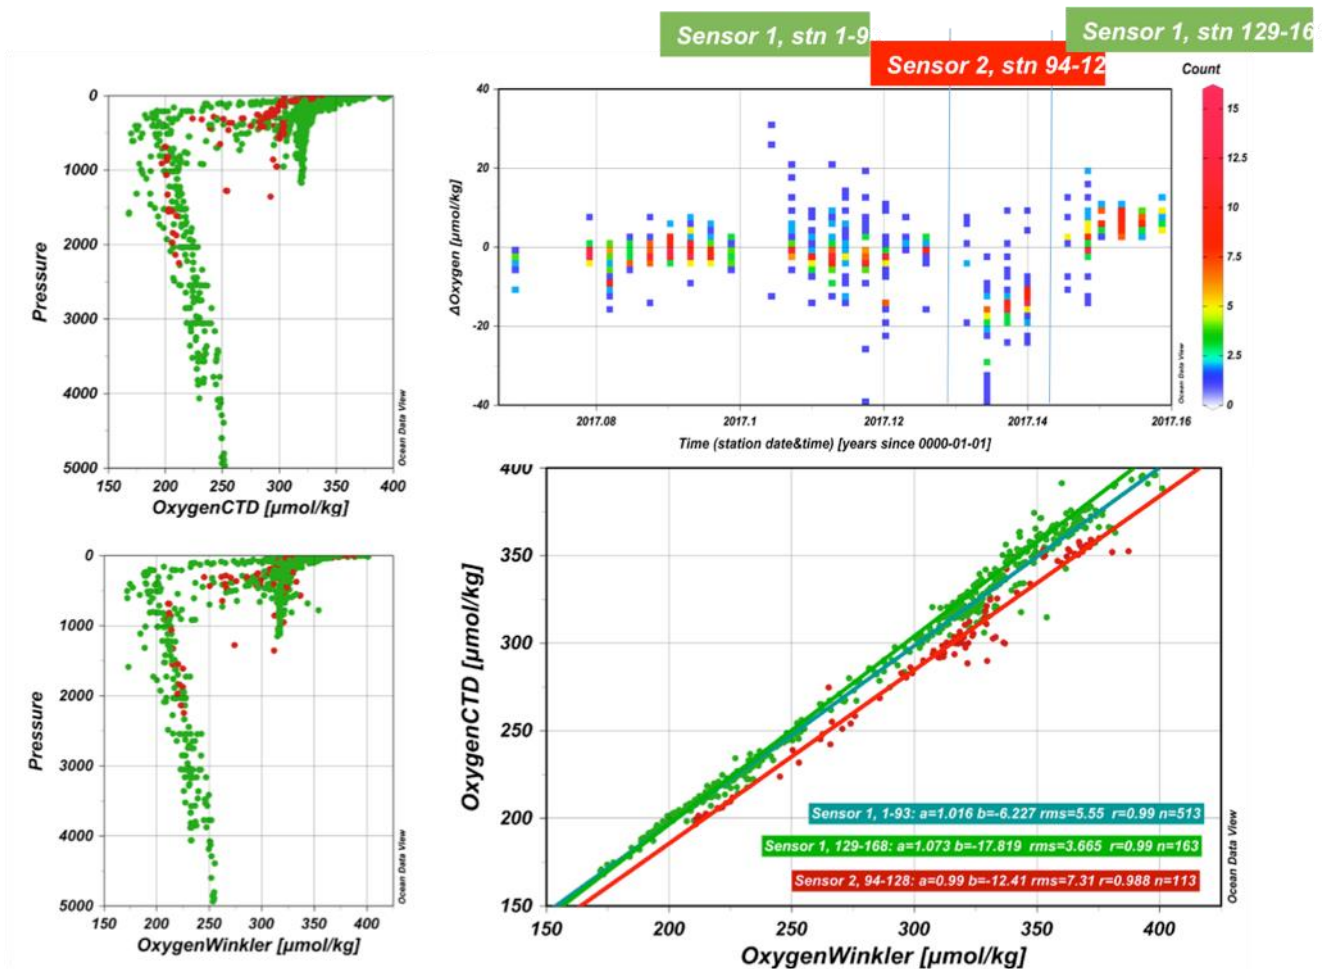 Sensor 1, stn 1-9
Sensor 2, stn 94-12
Sensor 1, stn 129-16
0
1000
2000
3000
4000
5000
Pressure
150 200 250 300 350 400
OxygenCTD [µmol/kg]
Ocean Data View
40
20
0
-20
-40
ΔOxygen [µmol/kg]
2017.08 2017.1 2017.12 2017.14 2017.16
Time (station date&time) [years since 0000-01-01]
Ocean Data View
Count
15
12.5
10
7.5
5
2.5
0
0
1000
2000
3000
4000
5000
Pressure
150 200 250 300 350 400
OxygenWinkler [µmol/kg]
Ocean Data View
400
350
300
250
200
150
OxygenCTD [µmol/kg]
Sensor 1, 1-93: a=1.016 b=-6.227 rms=5.55 r=0.99 n=513
Sensor 1, 129-168: a=1.073 b=-17.819 rms=3.665 r=0.99 n=163
Sensor 2, 94-128: a=0.99 b=-12.41 rms=7.31 r=0.988 n=113
150 200 250 300 350 400
OxygenWinkler [µmol/kg]
Ocean Data View